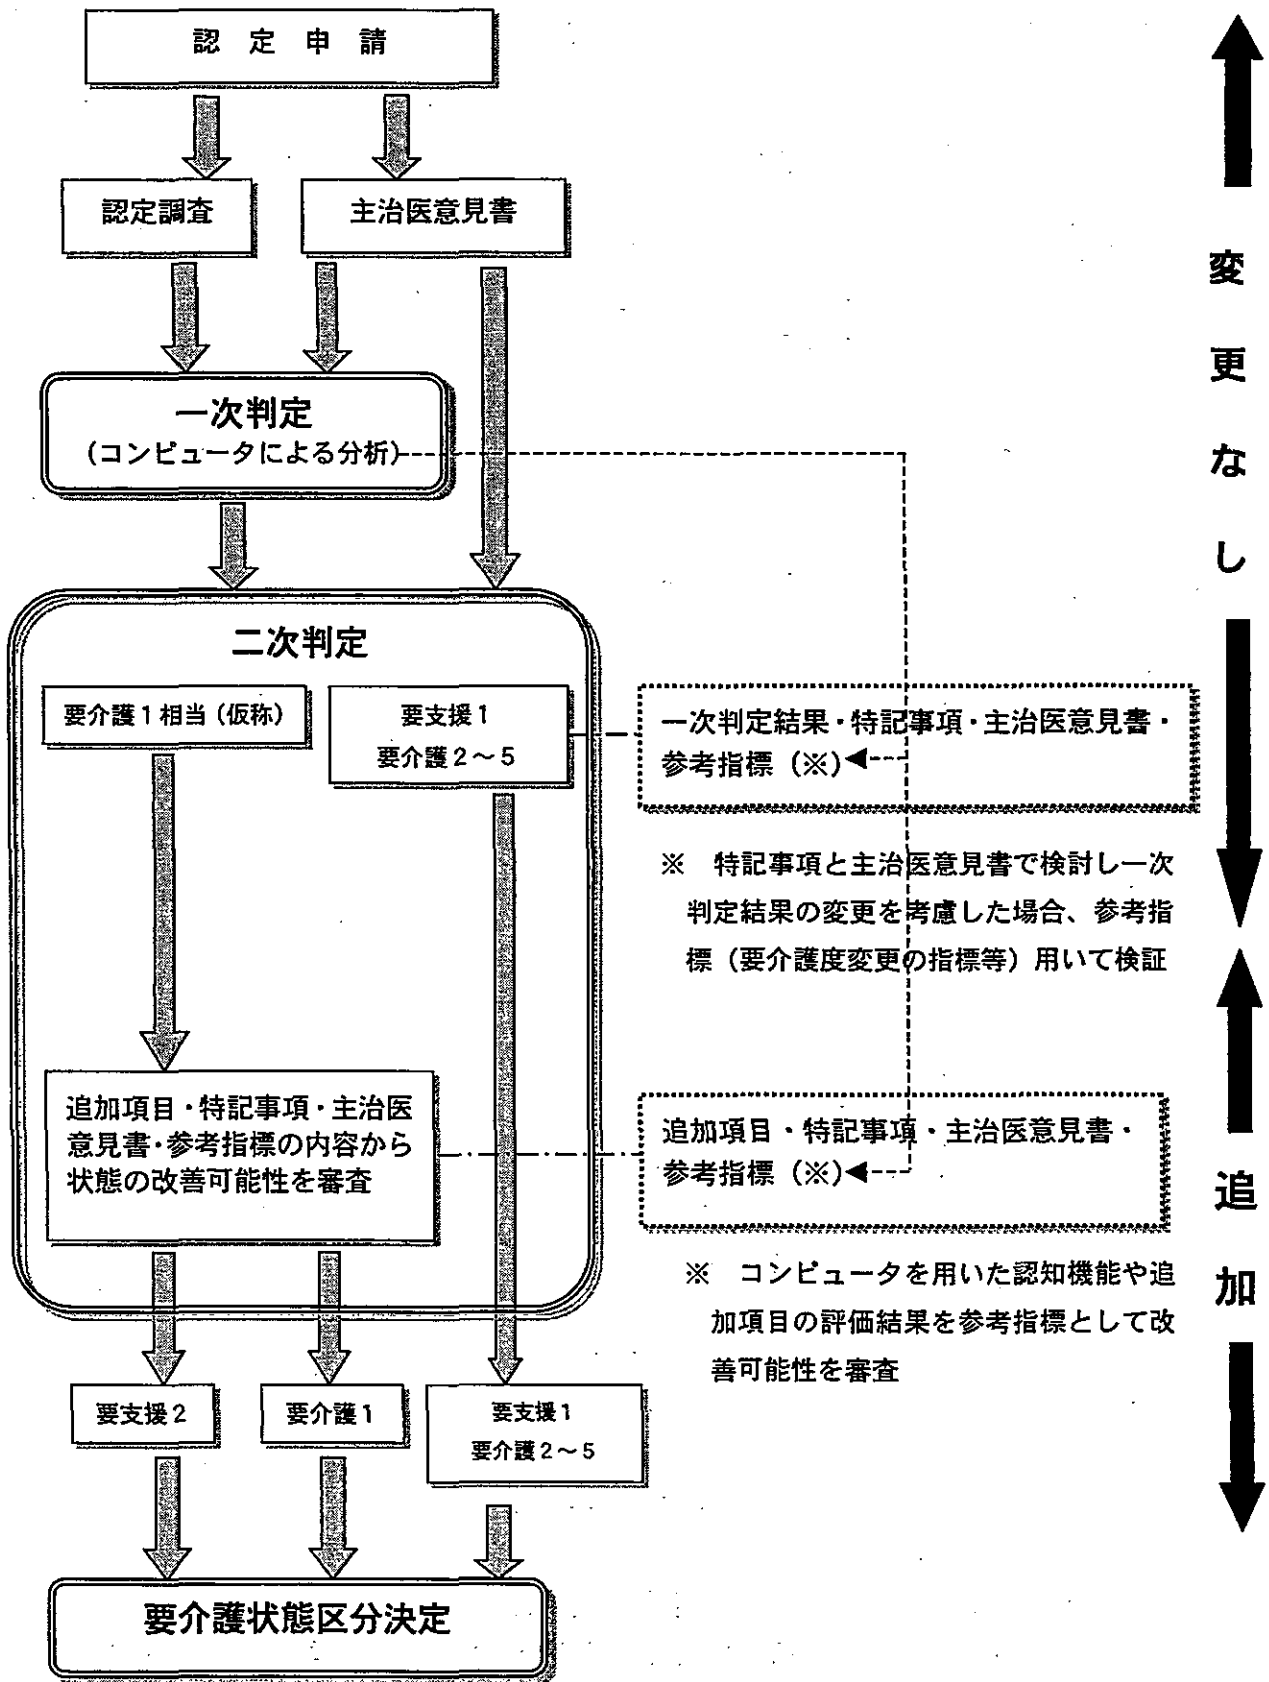 認定申請
認定調査
主治医意見書
一次判定
(コンピュータによる分析)
二次判定
要介護1相当(仮称)
要支援1
要介護2~5
一次判定結果・特記事項・主治医意見書・
参考指標(※)
※ 特記事項と主治医意見書で検討し一次
判定結果の変更を考慮した場合、参考指
標(要介護度変更の指標等)用いて検証
追加項目・特記事項・主治医
意見書・参考指標の内容から
状態の改善可能性を審査
追加項目・特記事項・主治医意見書・
参考指標(※)
※ コンピュータを用いた認知機能や追
加項目の評価結果を参考指標として改
善可能性を審査
要支援2
要介護1
要支援1
要介護2~5
要介護状態区分決定
変更なし
追加